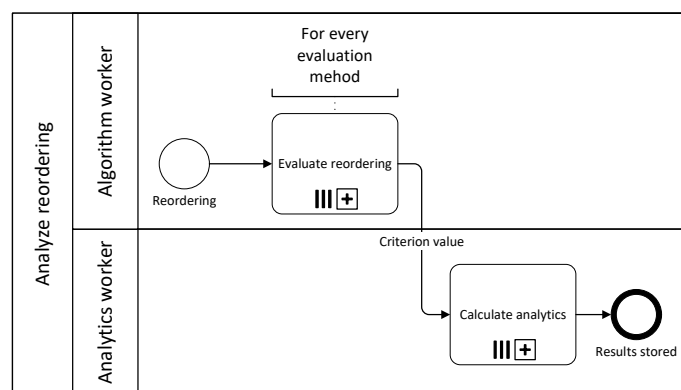 Analyze reordering
Algorithm worker
For every
evaluation
mehod
Reordering
Evaluate reordering
Criterion value
Analytics worker
Calculate analytics
Results stored